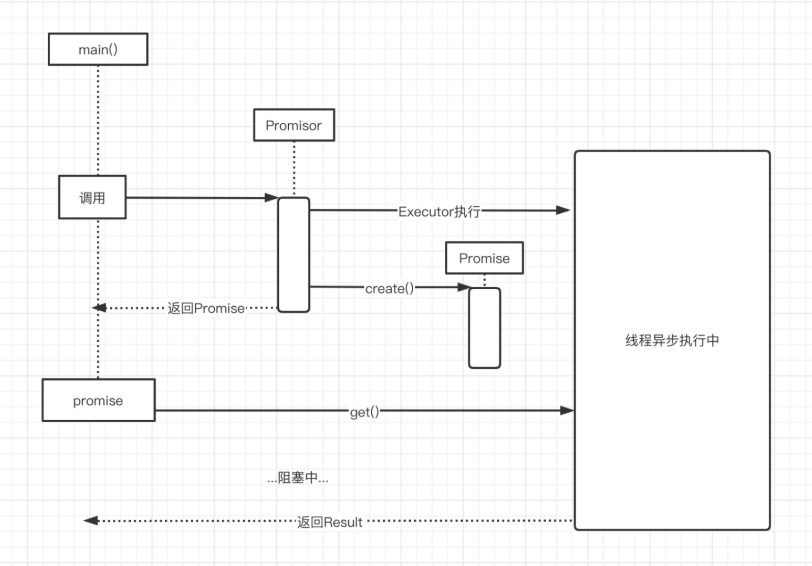 main()
Promisor
调用
Executor执行
Promise
create()
返回Promise
线程异步执行中
promise
get()
...阻塞中...
返回Result